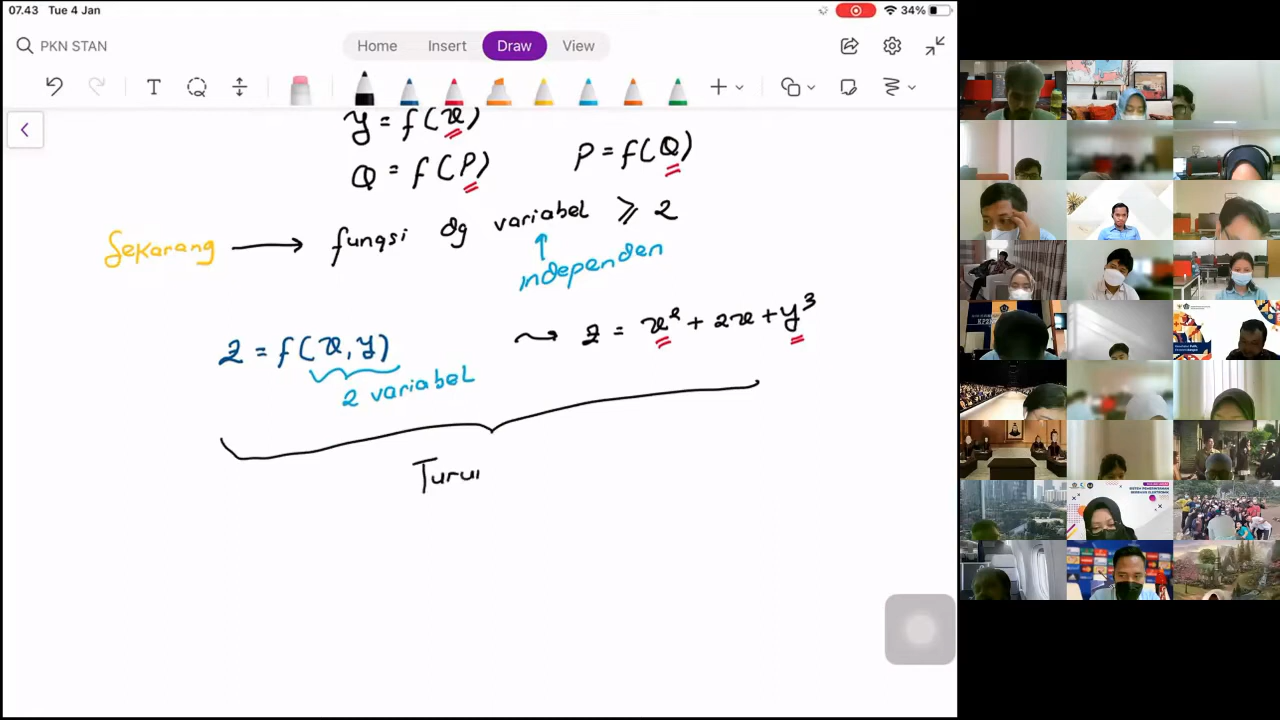 07.43 Tue 4 Jan
34%
PKN STAN
Home Insert Draw View
y = f(x)
Q = f(P) P = f(Q)
Sekarang → fungsi dg variabel ≥ 2
independen
z = f(x, y) ⇝ z = x² + 2x + y³
2 variabel
Turu